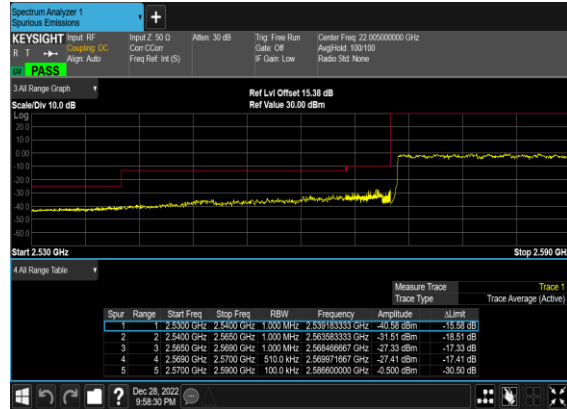 Spectrum Analyzer 1
Spurious Emissions
KEYSIGHT Input: RF Input Z: 50 Ω Atten: 30 dB Trig: Free Run Center Freq: 22.005000000 GHz
R T Coupling: DC Corr CCorr Gate: Off Avg|Hold: 100/100
Align: Auto Freq Ref: Int (S) IF Gain: Low Radio Std: None
PASS
3 All Range Graph Ref Lvl Offset 15.38 dB
Scale/Div 10.0 dB Ref Value 30.00 dBm
Log
20.0
10.0
0.00
-10.0
-20.0
-30.0
-40.0
-50.0
-60.0
Start 2.530 GHz Stop 2.590 GH
4 All Range Table
Measure Trace Trace 1
Trace Type Trace Average (Active)
Spur Range Start Freq Stop Freq RBW Frequency Amplitude ΔLimit
1 1 2.5300 GHz 2.5400 GHz 1.000 MHz 2.539183333 GHz -40.58 dBm -15.58 dB
2 2 2.5400 GHz 2.5650 GHz 1.000 MHz 2.563583333 GHz -31.51 dBm -18.51 dB
3 3 2.5650 GHz 2.5690 GHz 1.000 MHz 2.568466667 GHz -27.33 dBm -17.33 dB
4 4 2.5690 GHz 2.5700 GHz 510.0 kHz 2.569971667 GHz -27.41 dBm -17.41 dB
5 5 2.5700 GHz 2.5900 GHz 100.0 kHz 2.586600000 GHz -0.500 dBm -30.50 dB
Dec 28, 2022
9:58:30 PM